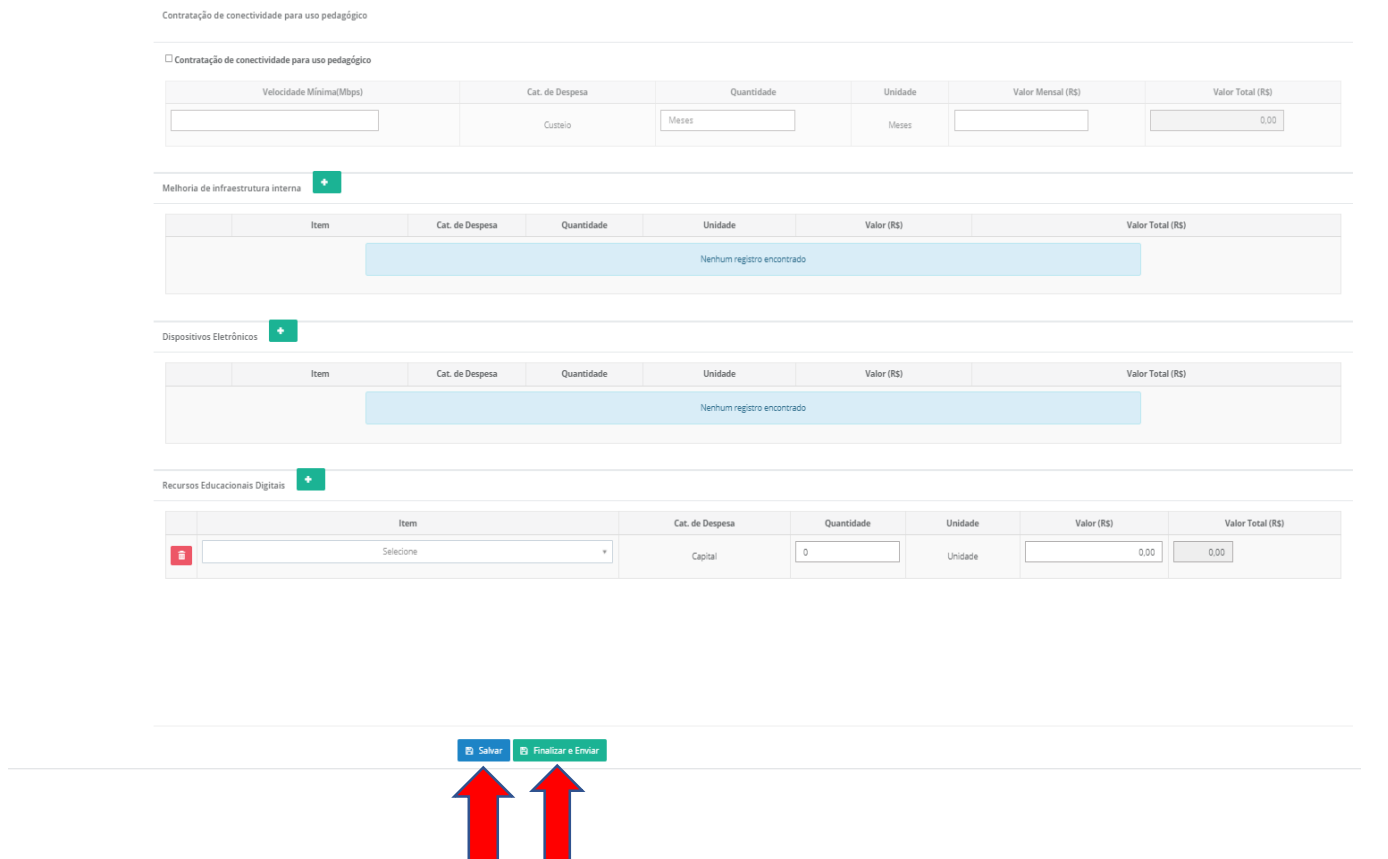 Contratação de conectividade para uso pedagógico
Contratação de conectividade para uso pedagógico
Velocidade Mínima(Mbps) Cat. de Despesa Quantidade Unidade Valor Mensal (R$) Valor Total (R$)
Custeio Meses Meses 0,00
Melhoria de infraestrutura interna +
Item Cat. de Despesa Quantidade Unidade Valor (R$) Valor Total (R$)
Nenhum registro encontrado
Dispositivos Eletrônicos +
Item Cat. de Despesa Quantidade Unidade Valor (R$) Valor Total (R$)
Nenhum registro encontrado
Recursos Educacionais Digitais +
Item Cat. de Despesa Quantidade Unidade Valor (R$) Valor Total (R$)
Selecione Capital 0 Unidade 0,00 0,00
Salvar Finalizar e Enviar